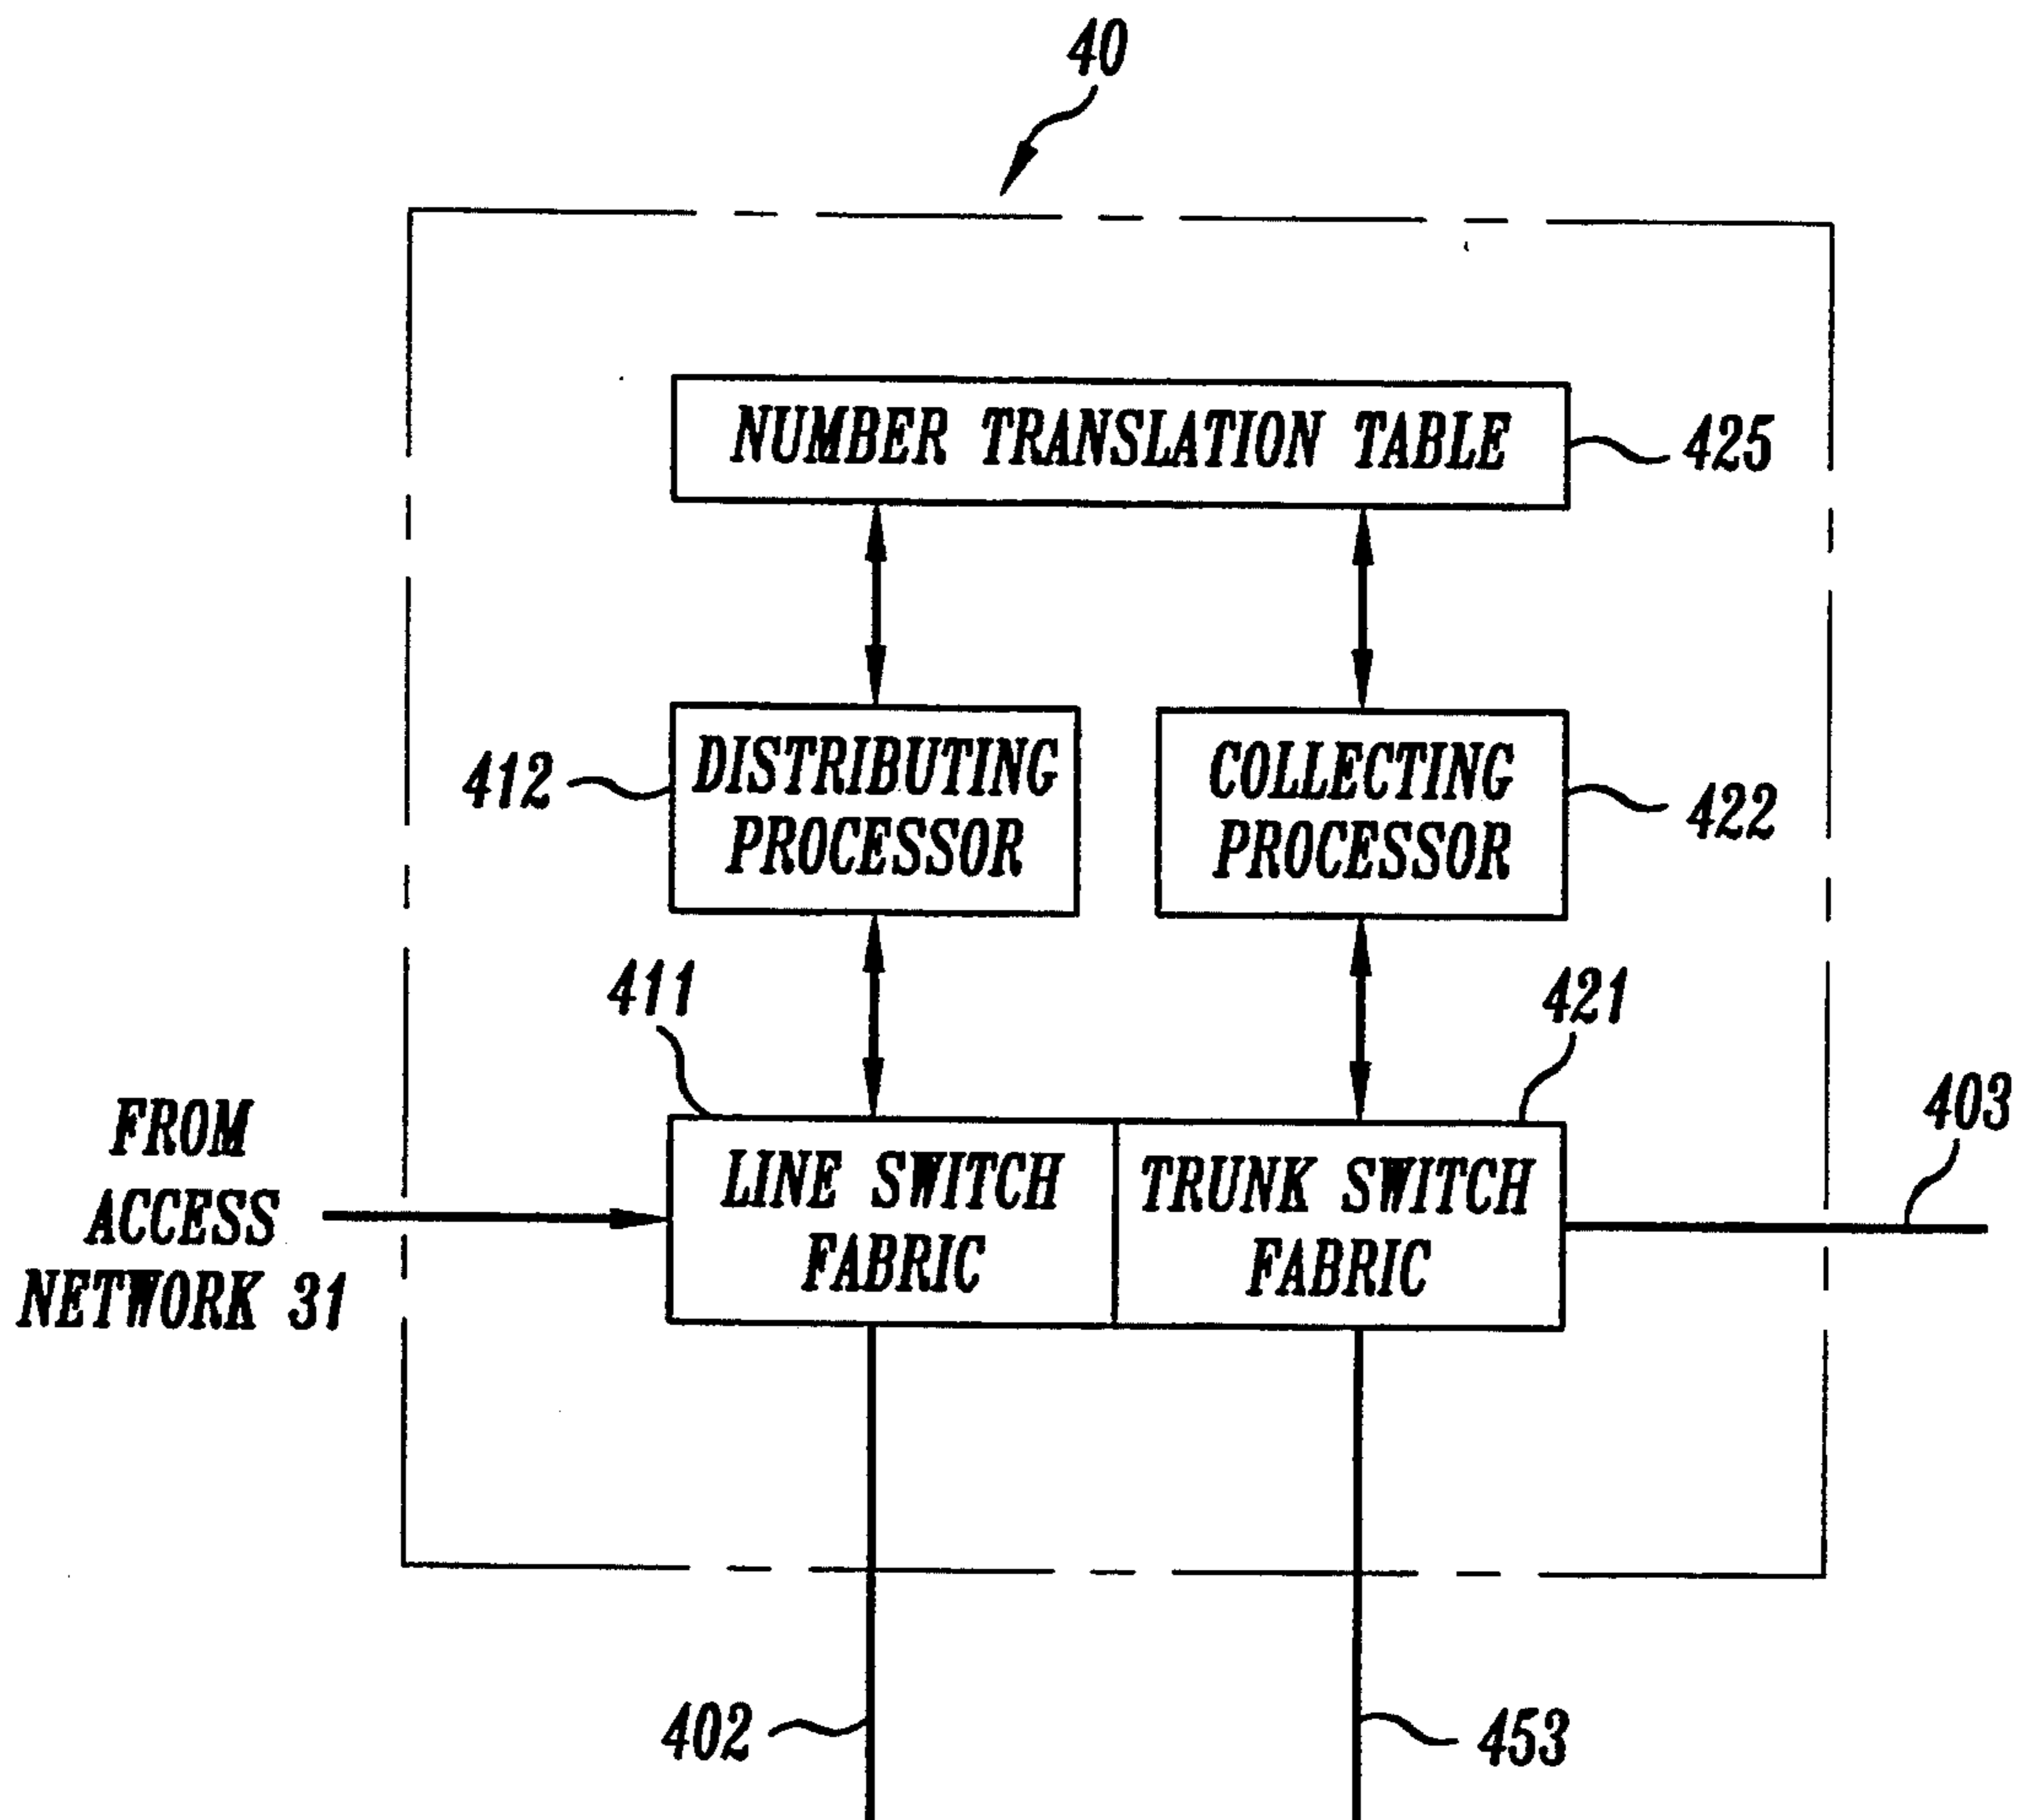 40
NUMBER TRANSLATION TABLE
425
412
DISTRIBUTING
PROCESSOR
COLLECTING
PROCESSOR
422
411
421
403
FROM
ACCESS
NETWORK 31
LINE SWITCH
FABRIC
TRUNK SWITCH
FABRIC
402
453